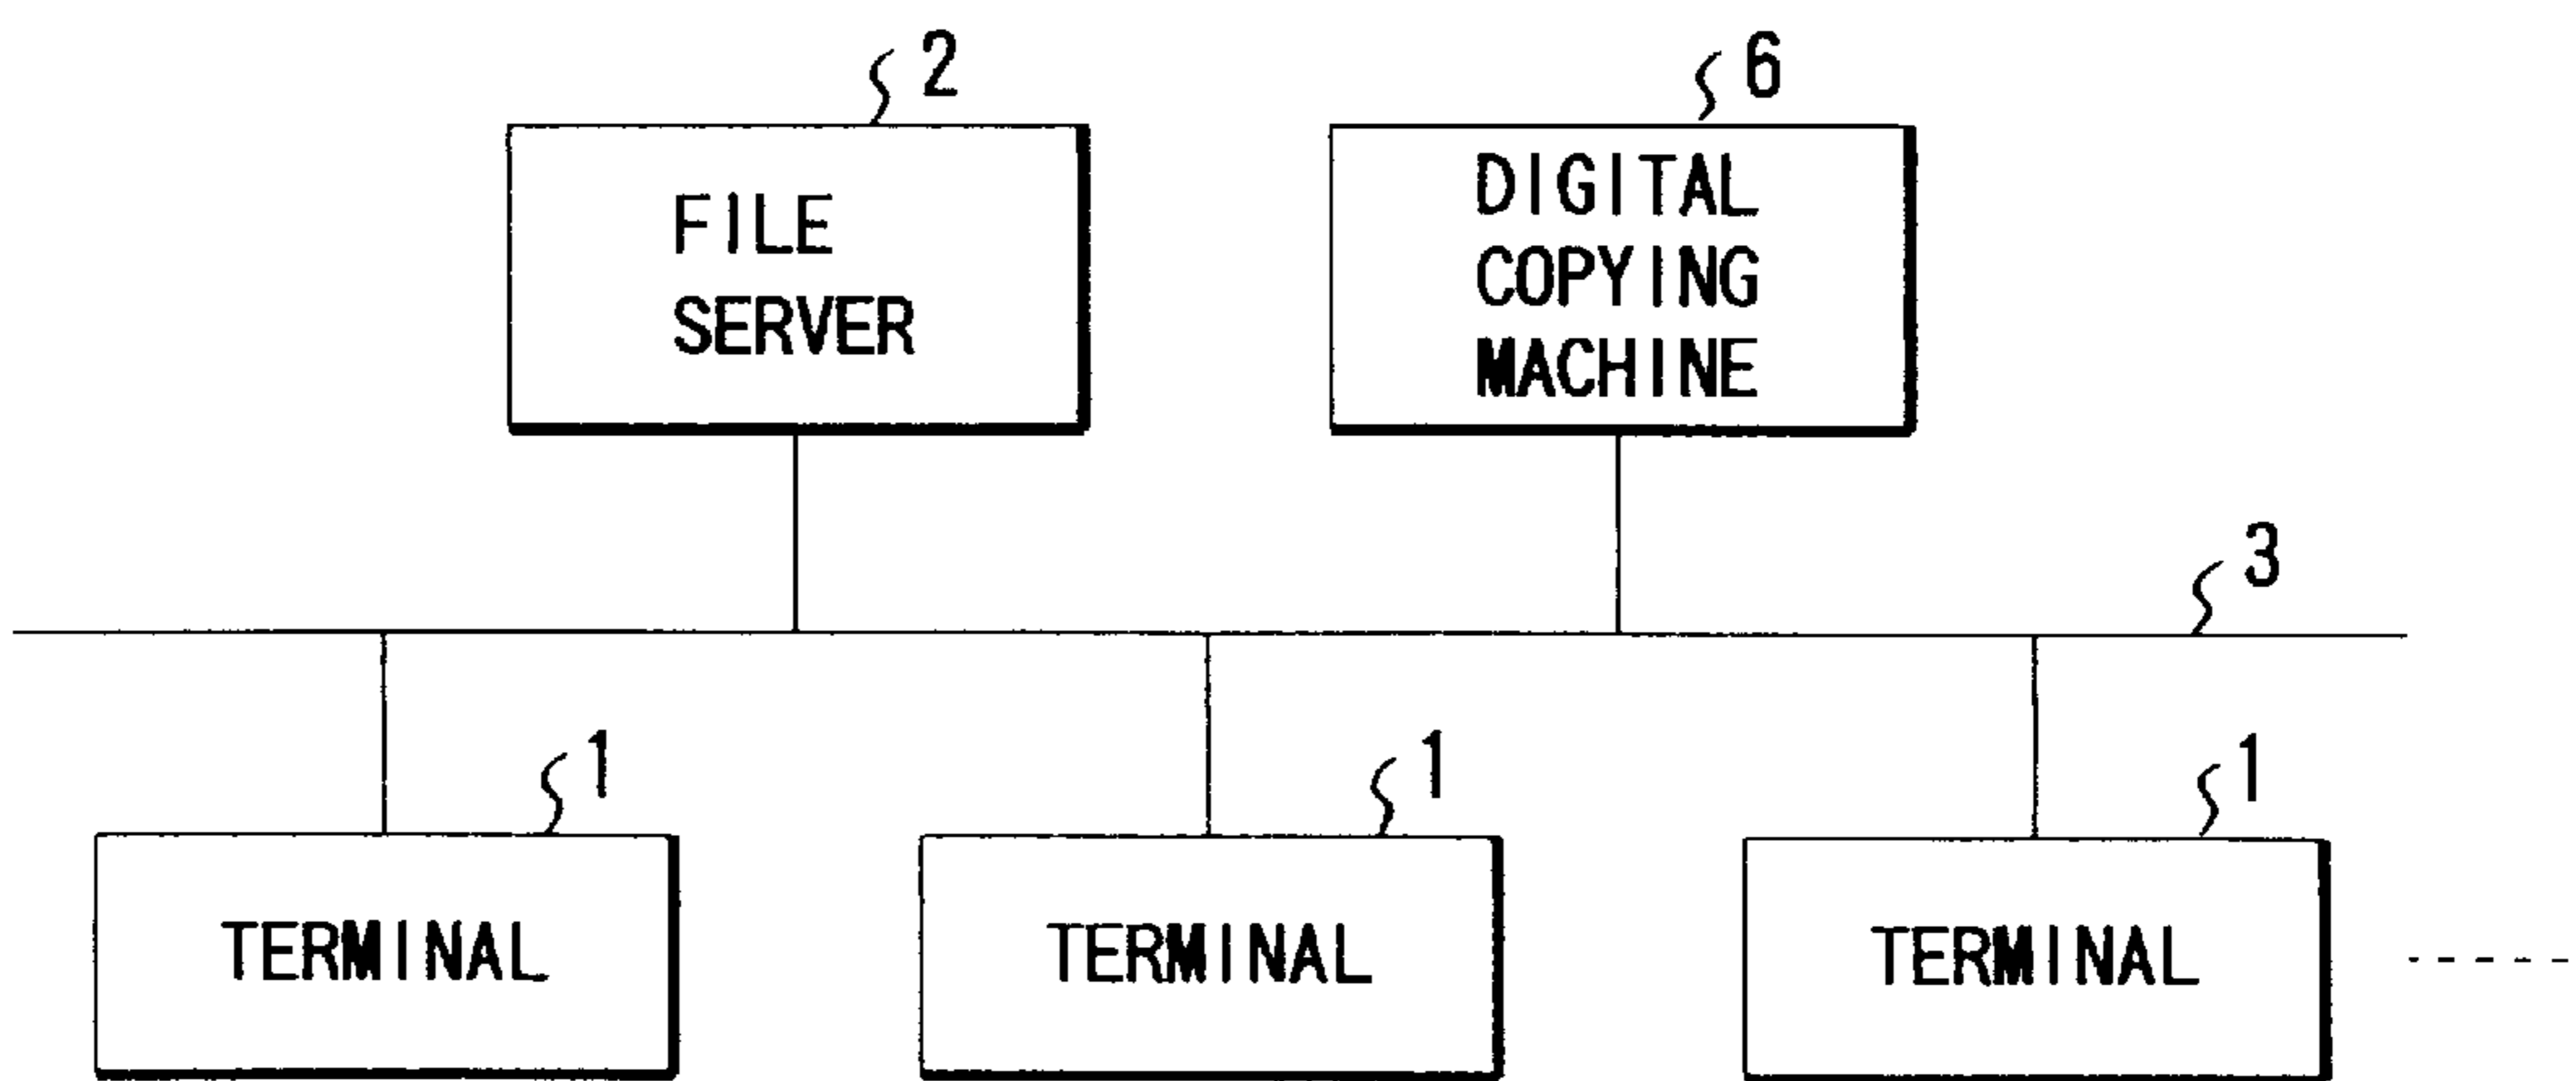 2
6
FILE
SERVER
DIGITAL
COPYING
MACHINE
3
1
1
1
TERMINAL
TERMINAL
TERMINAL